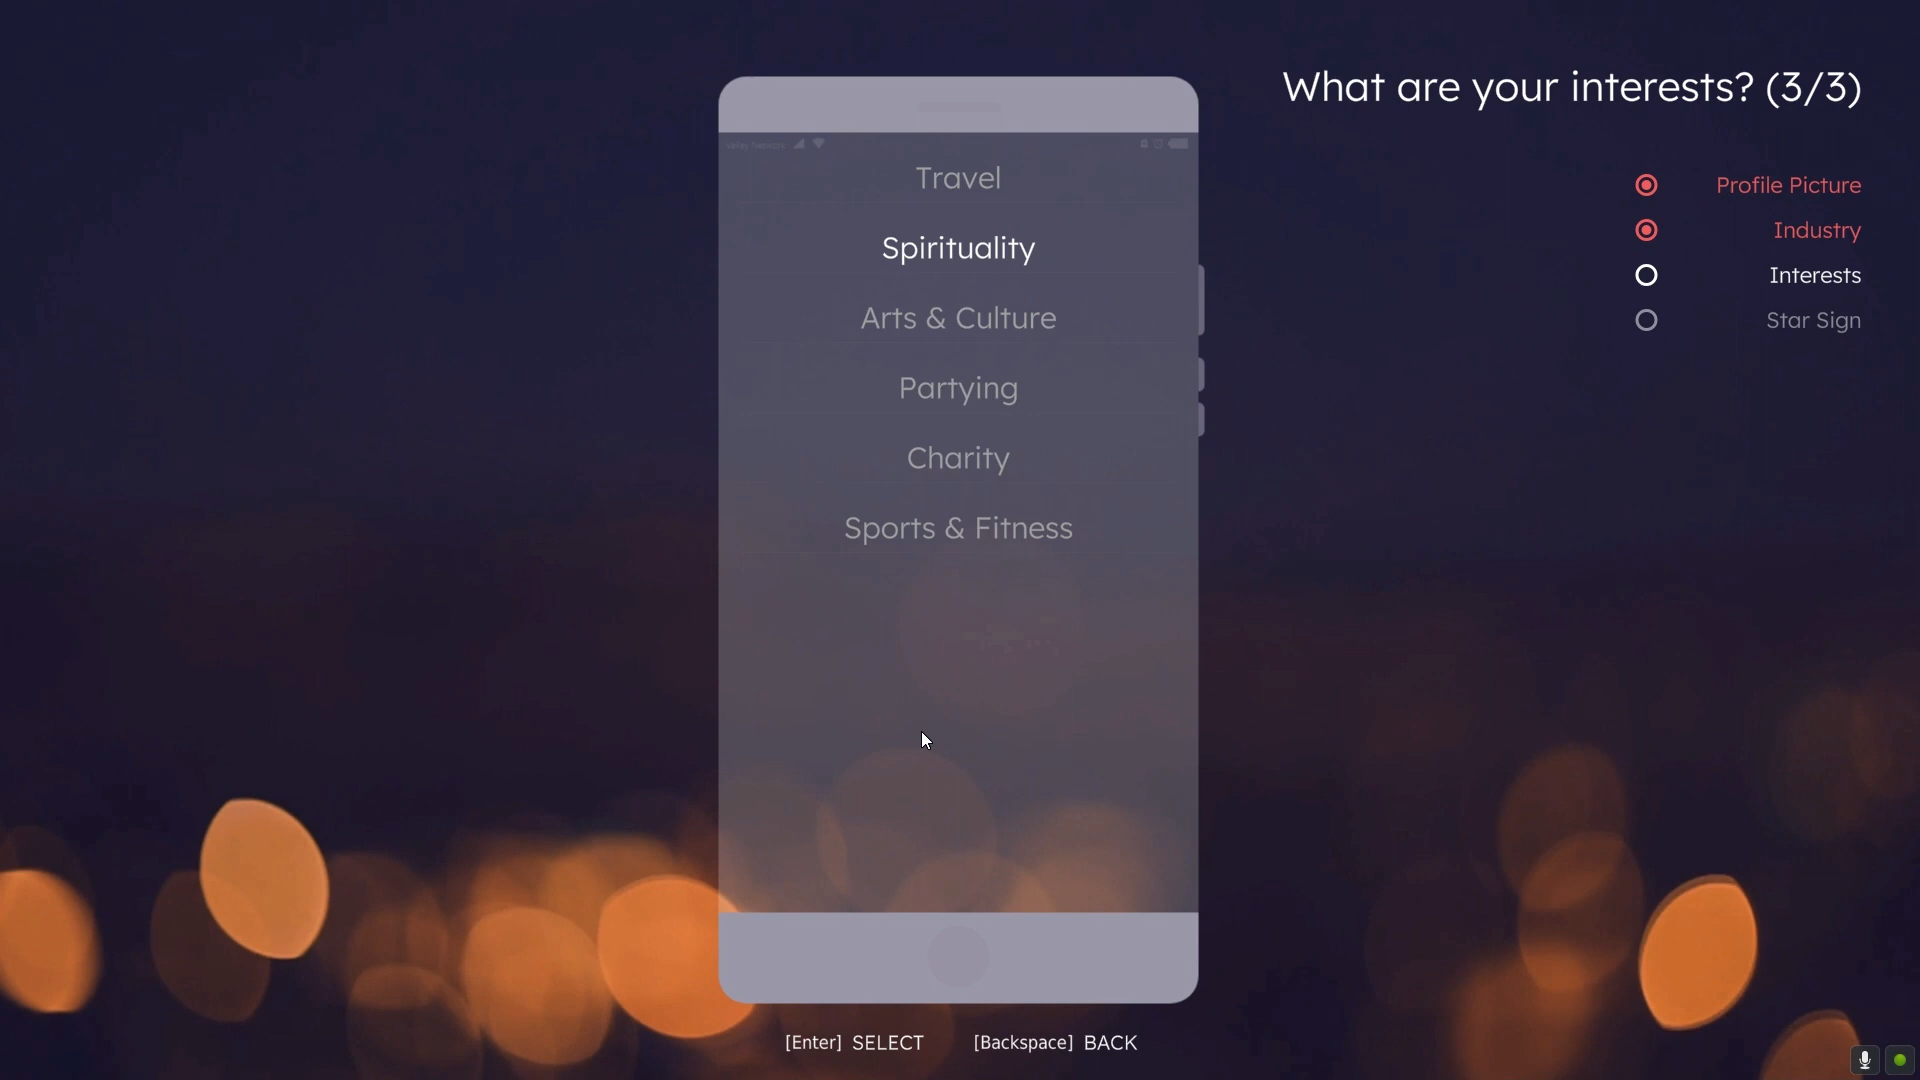 What are your interests? (3/3)
Profile Picture
Industry
Interests
Star Sign
Travel
Spirituality
Arts & Culture
Partying
Charity
Sports & Fitness
[Enter] SELECT [Backspace] BACK